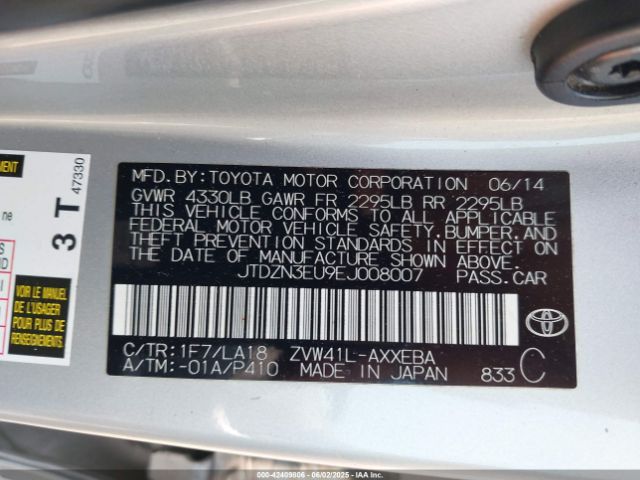 MFD.BY:TOYOTA MOTOR CORPORATION 06/14
GVWR 4330LB GAWR FR 2295LB RR 2295LB
THIS VEHICLE CONFORMS TO ALL APPLICABLE
FEDERAL MOTOR VEHICLE SAFETY,BUMPER,AND
THEFT PREVENTION STANDARDS IN EFFECT ON
THE DATE OF MANUFACTURE SHOWN ABOVE.
JTDZN3EU9EJ008007 PASS.CAR
C/TR:1F7/LA18 ZVW41L-AXXEBA
A/TM:-01A/P410 MADE IN JAPAN 833 C
3 T 47330
ne
VOIR LE MANUEL
DE L'USAGER
POUR PLUS DE
RENSEIGNEMENTS
000-42409806 - 06/02/2025 - IAAI Copart